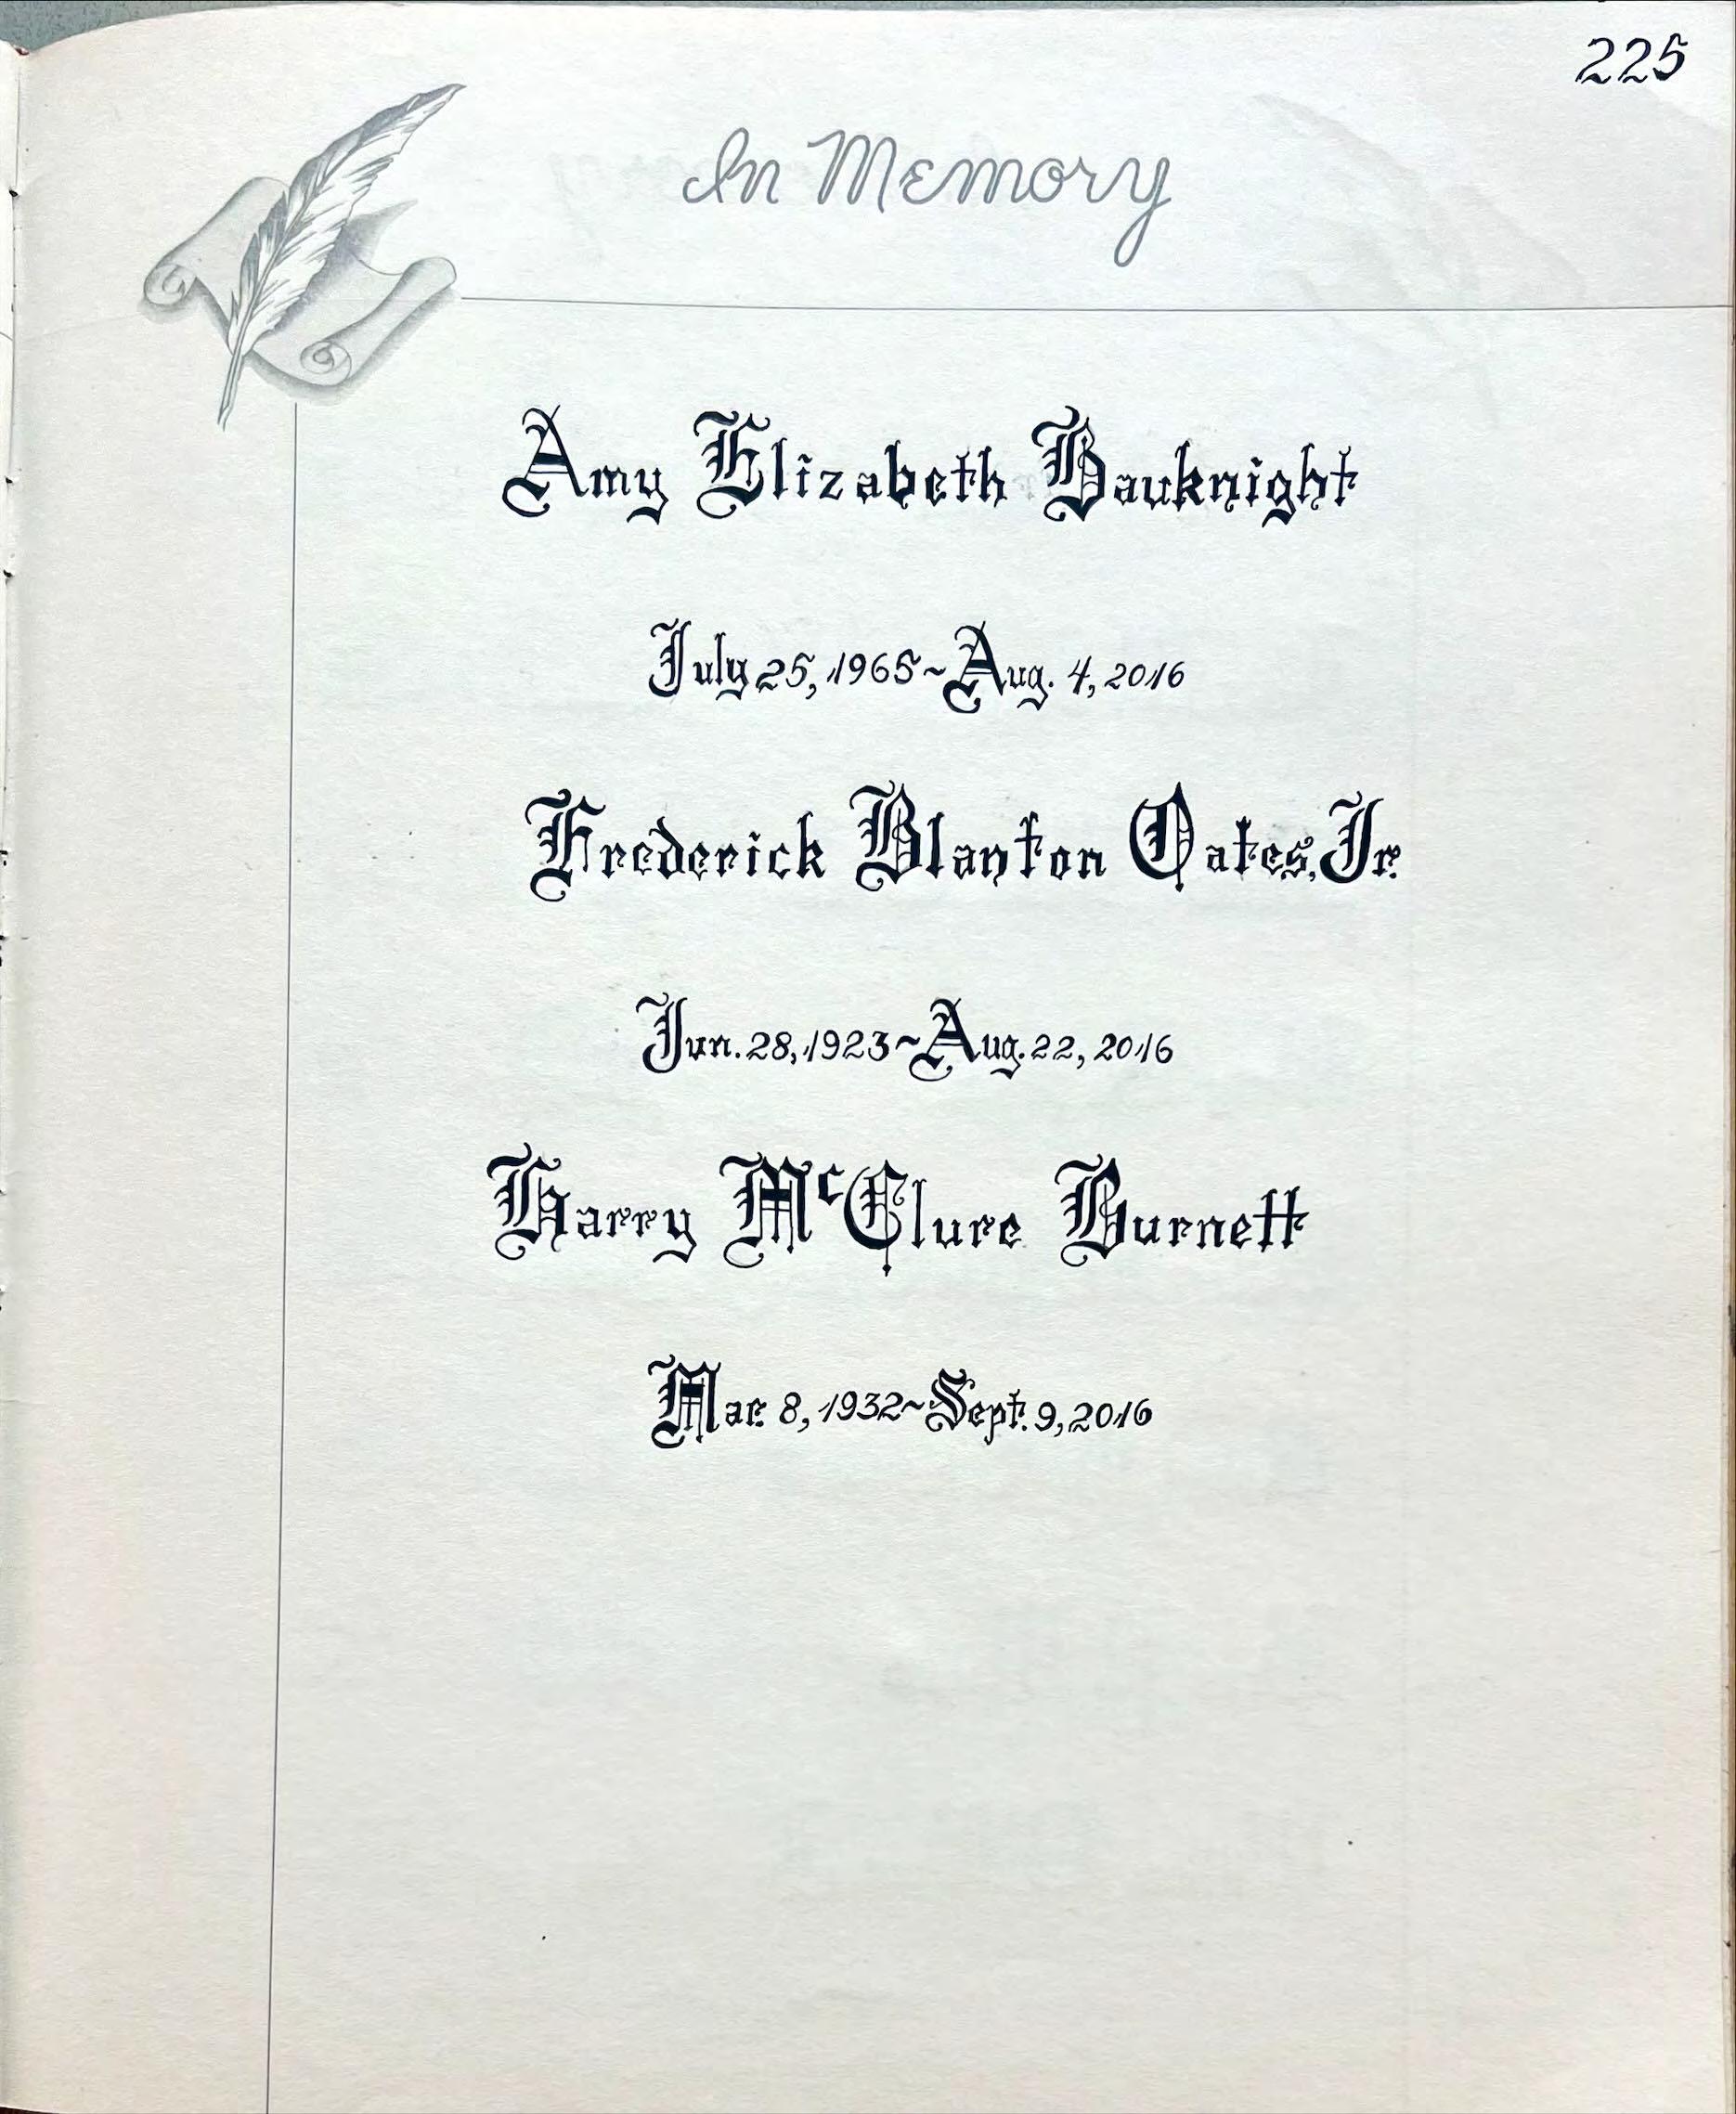 225
In Memory
Amy Elizabeth Bauknight
July 25, 1965~Aug. 4, 2016
Frederick Blanton Oates, Jr.
Jun. 28, 1923~Aug. 22, 2016
Harry McClure Burnett
Mar. 8, 1932~Sept. 9, 2016